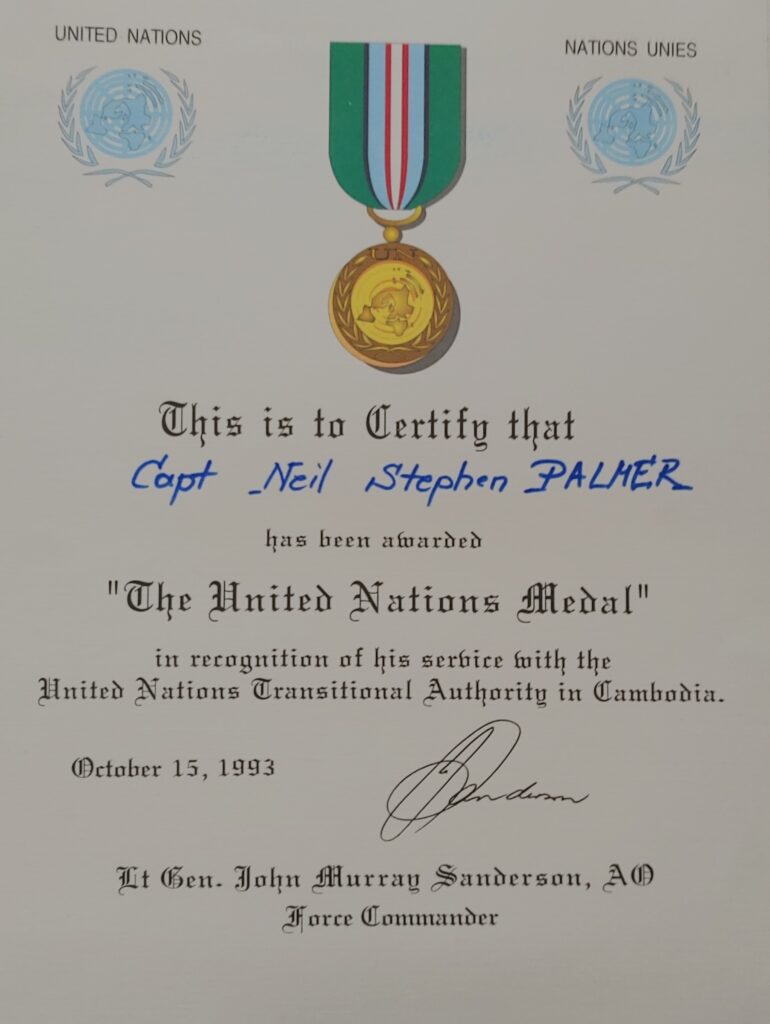 UNITED NATIONS
NATIONS UNIES
UN
This is to Certify that
Capt Neil Stephen PALMER
has been awarded
"The United Nations Medal"
in recognition of his service with the
United Nations Transitional Authority in Cambodia.
October 15, 1993
Sanderson
Lt Gen. John Murray Sanderson, AO
Force Commander